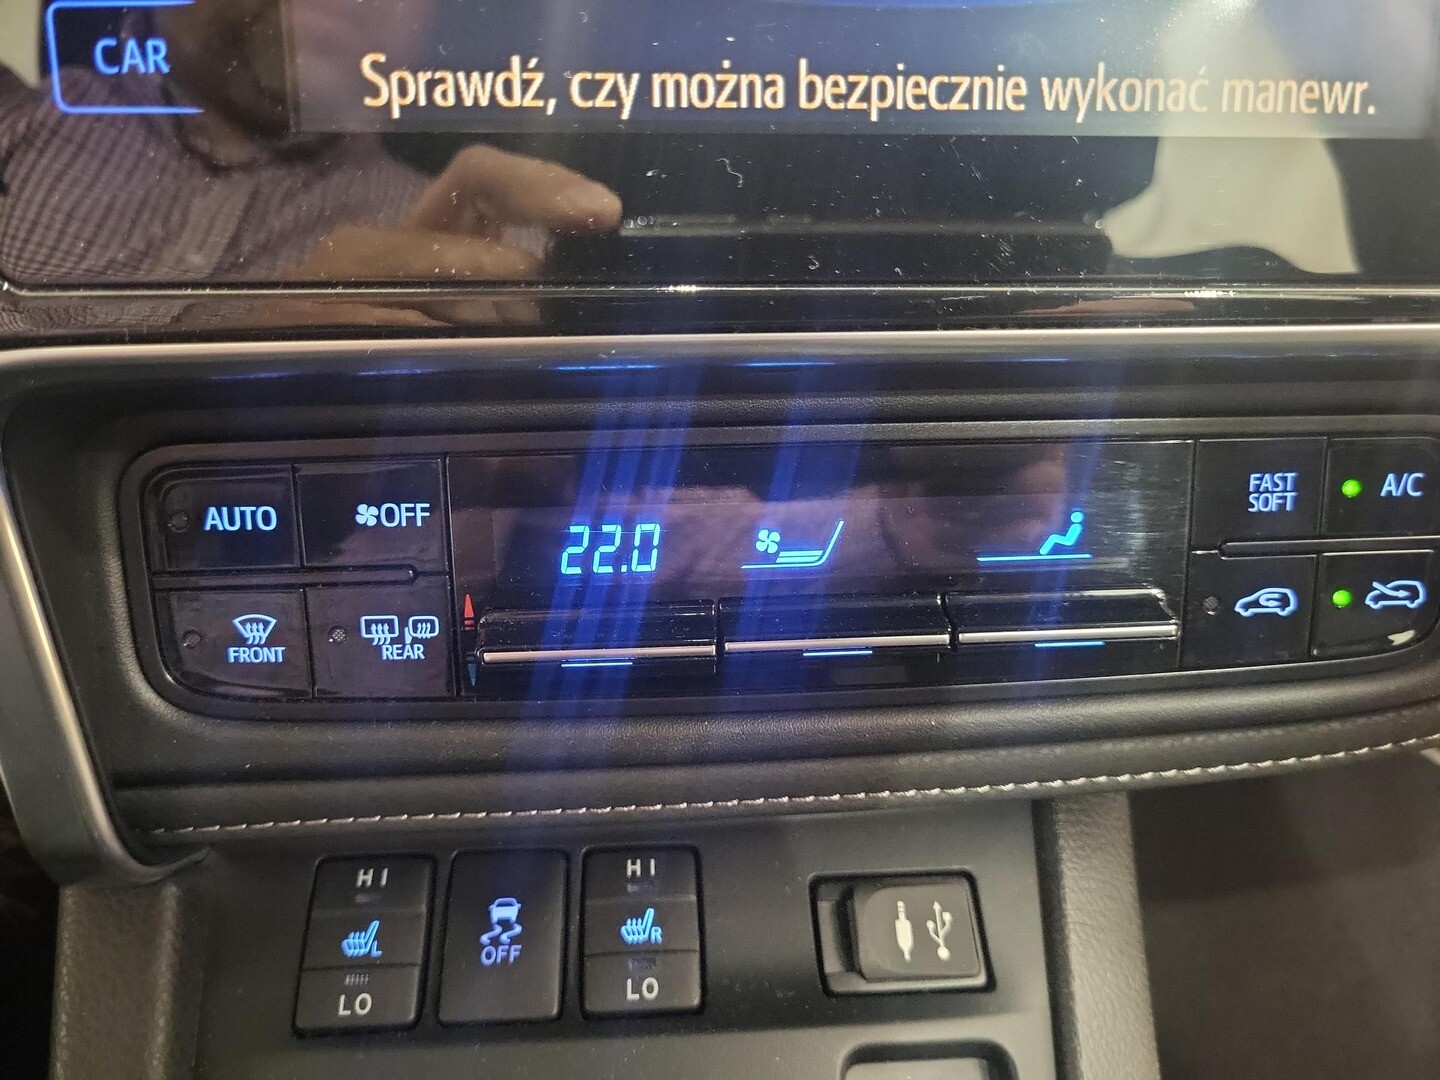 CAR
Sprawdź, czy można bezpiecznie wykonać manewr.
AUTO
OFF
22.0
FAST
SOFT
A/C
FRONT
REAR
HI
L
LO
OFF
HI
R
LO